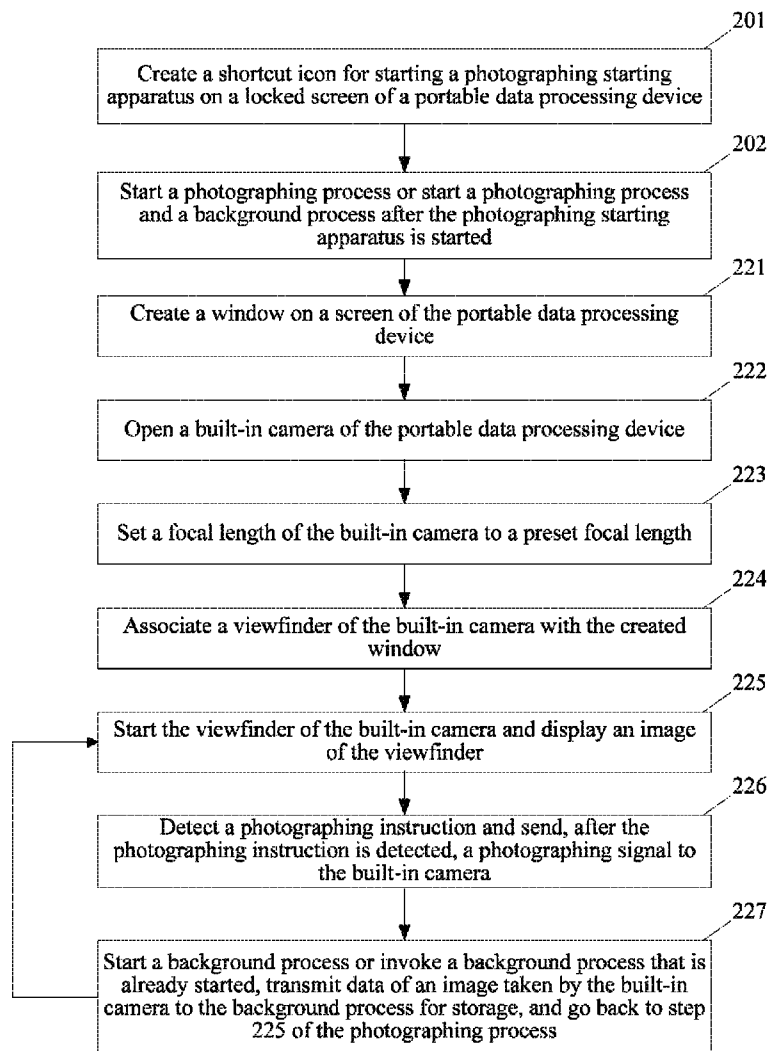 201
Create a shortcut icon for starting a photographing starting
apparatus on a locked screen of a portable data processing device
202
Start a photographing process or start a photographing process
and a background process after the photographing starting
apparatus is started
221
Create a window on a screen of the portable data processing
device
222
Open a built-in camera of the portable data processing device
223
Set a focal length of the built-in camera to a preset focal length
224
Associate a viewfinder of the built-in camera with the created
window
225
Start the viewfinder of the built-in camera and display an image
of the viewfinder
226
Detect a photographing instruction and send, after the
photographing instruction is detected, a photographing signal to
the built-in camera
227
Start a background process or invoke a background process that is
already started, transmit data of an image taken by the built-in
camera to the background process for storage, and go back to step
225 of the photographing process